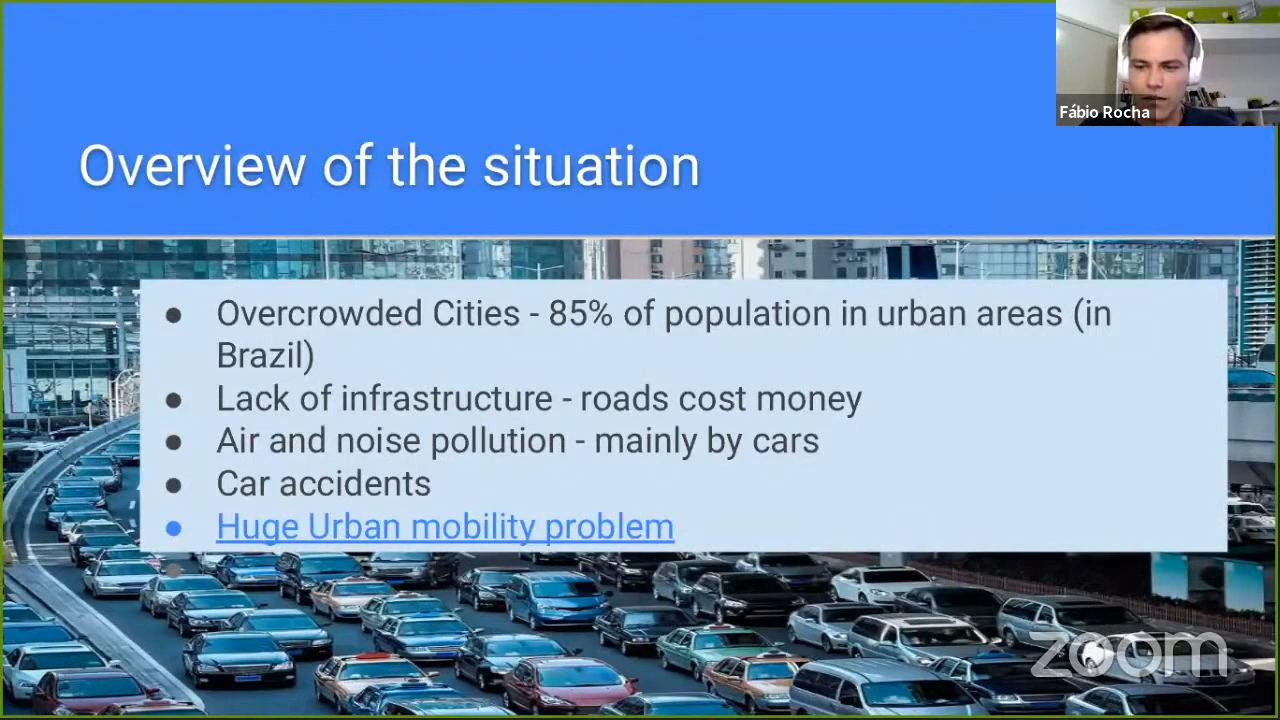 Fábio Rocha
Overview of the situation
● Overcrowded Cities - 85% of population in urban areas (in
Brazil)
● Lack of infrastructure - roads cost money
● Air and noise pollution - mainly by cars
● Car accidents
● Huge Urban mobility problem
zoom